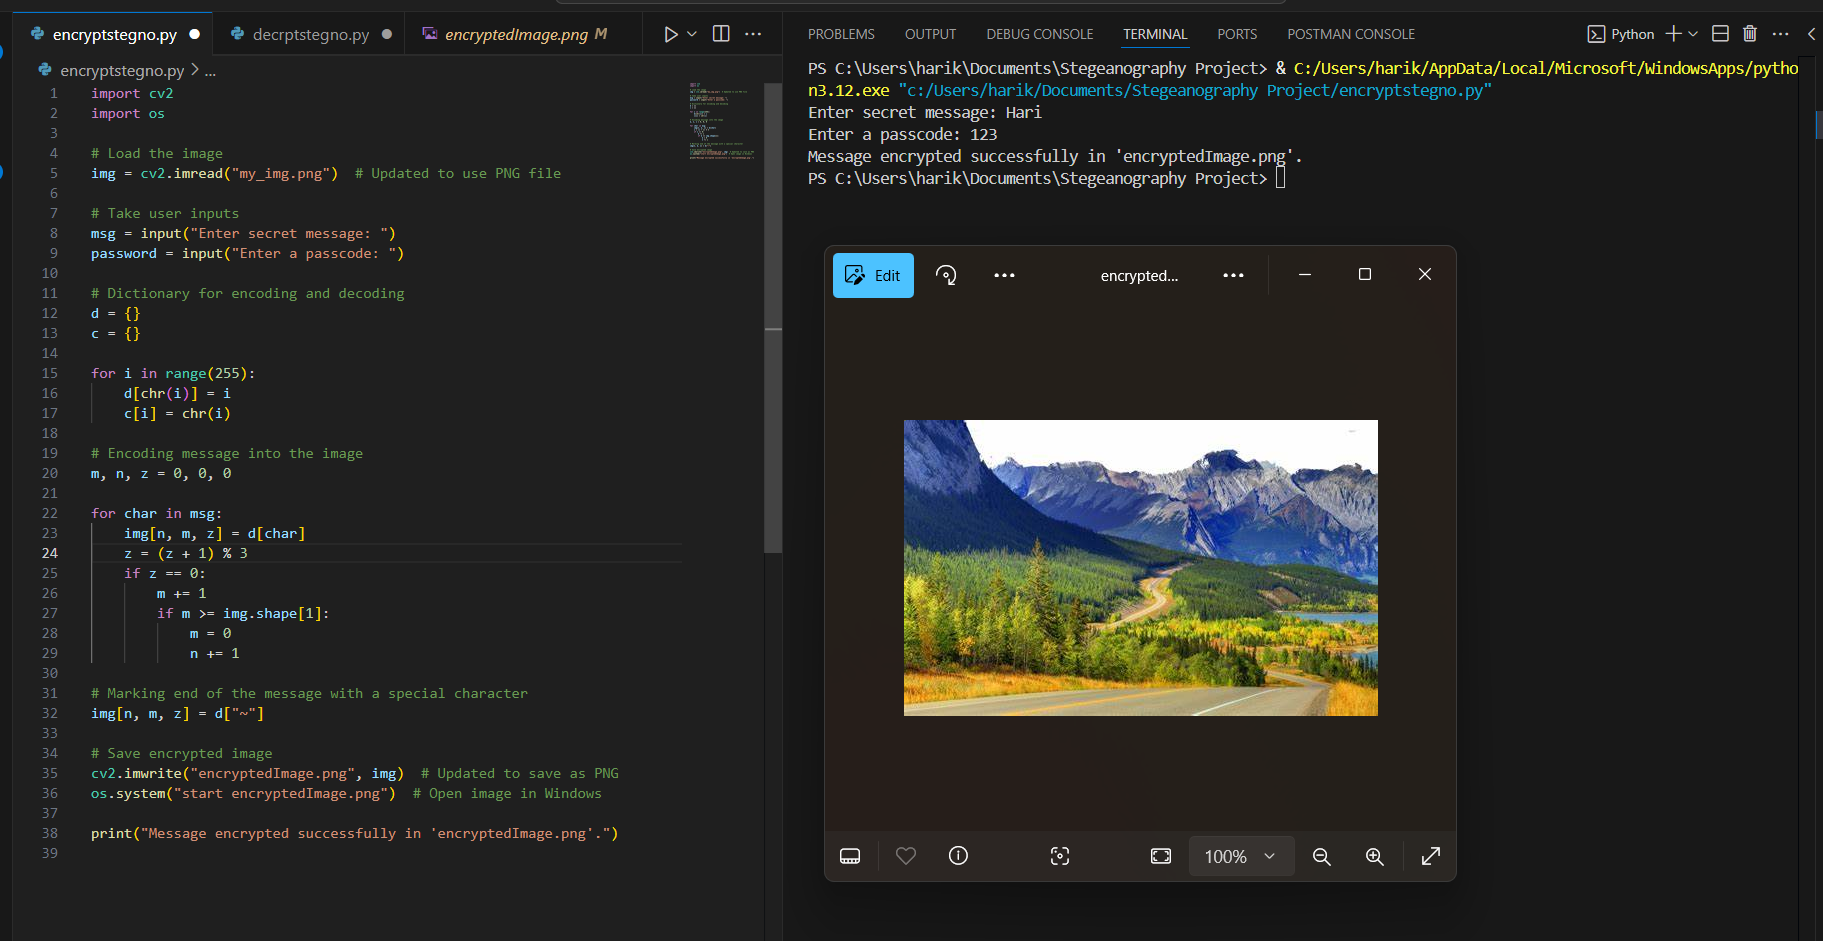 encryptstegno.py
decrptstegno.py
encryptedImage.png M
encryptstegno.py > ...
1 import cv2
2 import os
3
4 # Load the image
5 img = cv2.imread("my_img.png")  # Updated to use PNG file
6
7 # Take user inputs
8 msg = input("Enter secret message: ")
9 password = input("Enter a passcode: ")
10
11 # Dictionary for encoding and decoding
12 d = {}
13 c = {}
14
15 for i in range(255):
16     d[chr(i)] = i
17     c[i] = chr(i)
18
19 # Encoding message into the image
20 m, n, z = 0, 0, 0
21
22 for char in msg:
23     img[n, m, z] = d[char]
24     z = (z + 1) % 3
25     if z == 0:
26         m += 1
27         if m >= img.shape[1]:
28             m = 0
29             n += 1
30
31 # Marking end of the message with a special character
32 img[n, m, z] = d["~"]
33
34 # Save encrypted image
35 cv2.imwrite("encryptedImage.png", img)  # Updated to save as PNG
36 os.system("start encryptedImage.png")  # Open image in Windows
37
38 print("Message encrypted successfully in 'encryptedImage.png'.")
39
PROBLEMS OUTPUT DEBUG CONSOLE TERMINAL PORTS POSTMAN CONSOLE
Python
PS C:\Users\harik\Documents\Stegeanography Project> & C:/Users/harik/AppData/Local/Microsoft/WindowsApps/pytho
n3.12.exe "c:/Users/harik/Documents/Stegeanography Project/encryptstegno.py"
Enter secret message: Hari
Enter a passcode: 123
Message encrypted successfully in 'encryptedImage.png'.
PS C:\Users\harik\Documents\Stegeanography Project>
Edit
encrypted...
100%